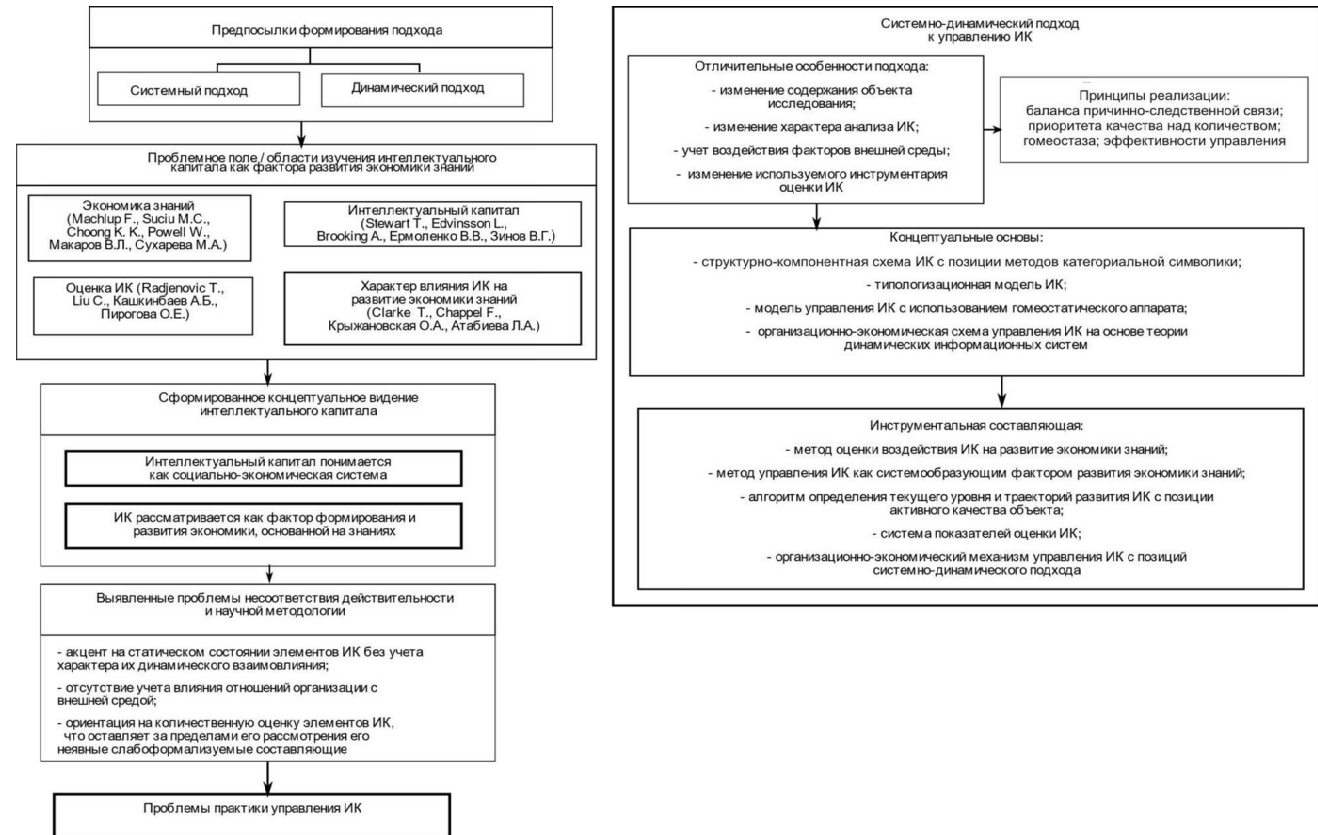 Предпосылки формирования подхода
Системный подход
Динамический подход
Проблемное поле / области изучения интеллектуального
капитала как фактора развития экономики знаний
Экономика знаний
(Machlup F., Suciu M.C.,
Choong K. K., Powell W.,
Макаров В.Л., Сухарева М.А.)
Интеллектуальный капитал
(Stewart T., Edvinsson L.,
Brooking A., Ермоленко В.В., Зинов В.Г.)
Оценка ИК (Radjenovic T.,
Liu C., Кашкинбаев А.Б.,
Пирогова О.Е.)
Характер влияния ИК на
развитие экономики знаний
(Clarke T., Chappel F.,
Крыжановская О.А., Атабиева Л.А.)
Сформированное концептуальное видение
интеллектуального капитала
Интеллектуальный капитал понимается
как социально-экономическая система
ИК рассматривается как фактор формирования и
развития экономики, основанной на знаниях
Выявленные проблемы несоответствия действительности
и научной методологии
- акцент на статическом состоянии элементов ИК без учета
характера их динамического взаимовлияния;
- отсутствие учета влияния отношений организации с
внешней средой;
- ориентация на количественную оценку элементов ИК,
что оставляет за пределами его рассмотрения его
неявные слабоформализуемые составляющие
Проблемы практики управления ИК
Системно-динамический подход
к управлению ИК
Отличительные особенности подхода:
- изменение содержания объекта
исследования;
- изменение характера анализа ИК;
- учет воздействия факторов внешней среды;
- изменение используемого инструментария
оценки ИК
Принципы реализации:
баланса причинно-следственной связи;
приоритета качества над количеством;
гомеостаза; эффективности управления
Концептуальные основы:
- структурно-компонентная схема ИК с позиции методов категориальной символики;
- типологизационная модель ИК;
- модель управления ИК с использованием гомеостатического аппарата;
- организационно-экономическая схема управления ИК на основе теории
динамических информационных систем
Инструментальная составляющая:
- метод оценки воздействия ИК на развитие экономики знаний;
- метод управления ИК как системообразующим фактором развития экономики знаний;
- алгоритм определения текущего уровня и траекторий развития ИК с позиции
активного качества объекта;
- система показателей оценки ИК;
- организационно-экономический механизм управления ИК с позиций
системно-динамического подхода